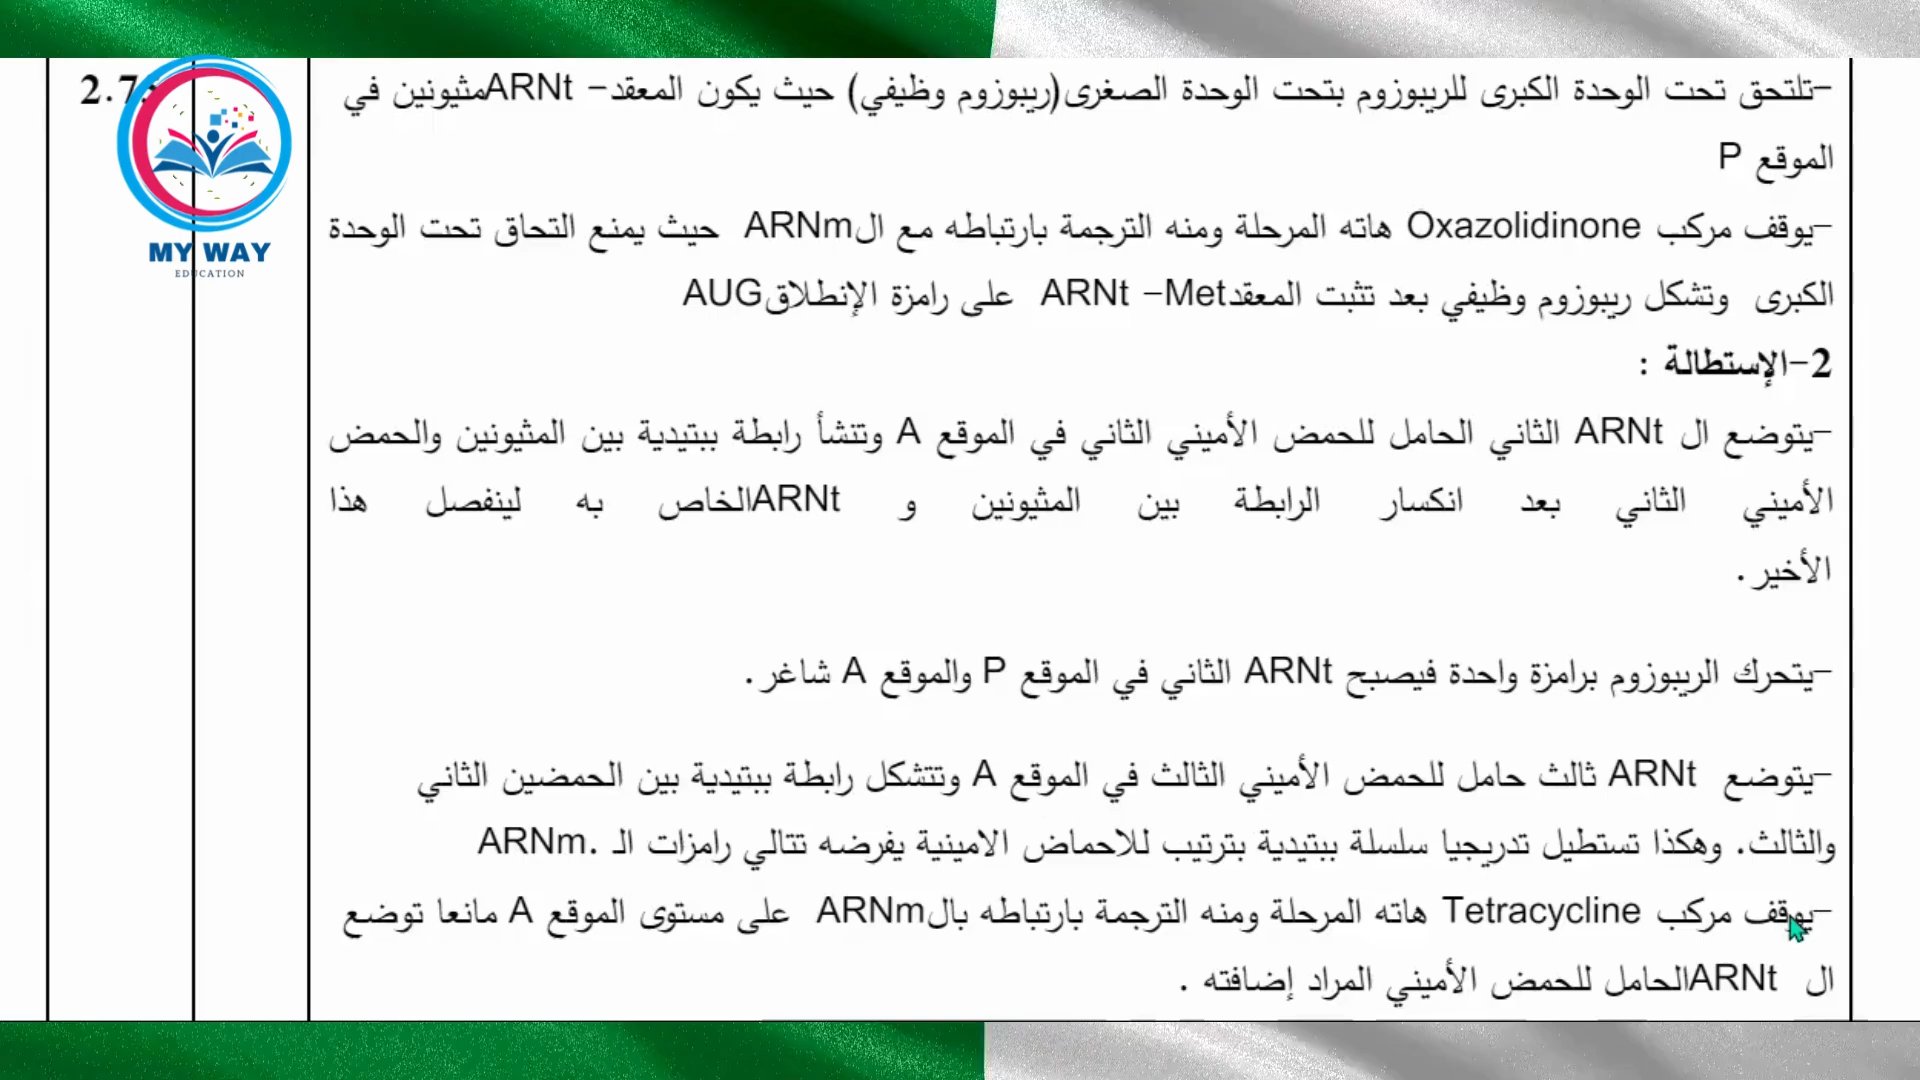 2.7
MY WAY
EDUCATION
-تلتحق تحت الوحدة الكبرى للريبوزوم بتحت الوحدة الصغرى(ريبوزوم وظيفي) حيث يكون المعقد- ARNtمثيونين في
الموقع P
-يوقف مركب Oxazolidinone هاته المرحلة ومنه الترجمة بارتباطه مع الARNm حيث يمنع التحاق تحت الوحدة
الكبرى وتشكل ريبوزوم وظيفي بعد تثبت المعقدARNt -Met على رامزة الإنطلاقAUG
2-الإستطالة :
-يتوضع ال ARNt الثاني الحامل للحمض الأميني الثاني في الموقع A وتنشأ رابطة ببتيدية بين المثيونين والحمض
الأميني الثاني بعد انكسار الرابطة بين المثيونين و ARNtالخاص به لينفصل هذا
الأخير.
-يتحرك الريبوزوم برامزة واحدة فيصبح ARNt الثاني في الموقع P والموقع A شاغر.
-يتوضع ARNt ثالث حامل للحمض الأميني الثالث في الموقع A وتتشكل رابطة ببتيدية بين الحمضين الثاني
والثالث. وهكذا تستطيل تدريجيا سلسلة ببتيدية بترتيب للاحماض الامينية يفرضه تتالي رامزات الـ .ARNm
-يوقف مركب Tetracycline هاته المرحلة ومنه الترجمة بارتباطه بالARNm على مستوى الموقع A مانعا توضع
ال ARNtالحامل للحمض الأميني المراد إضافته .